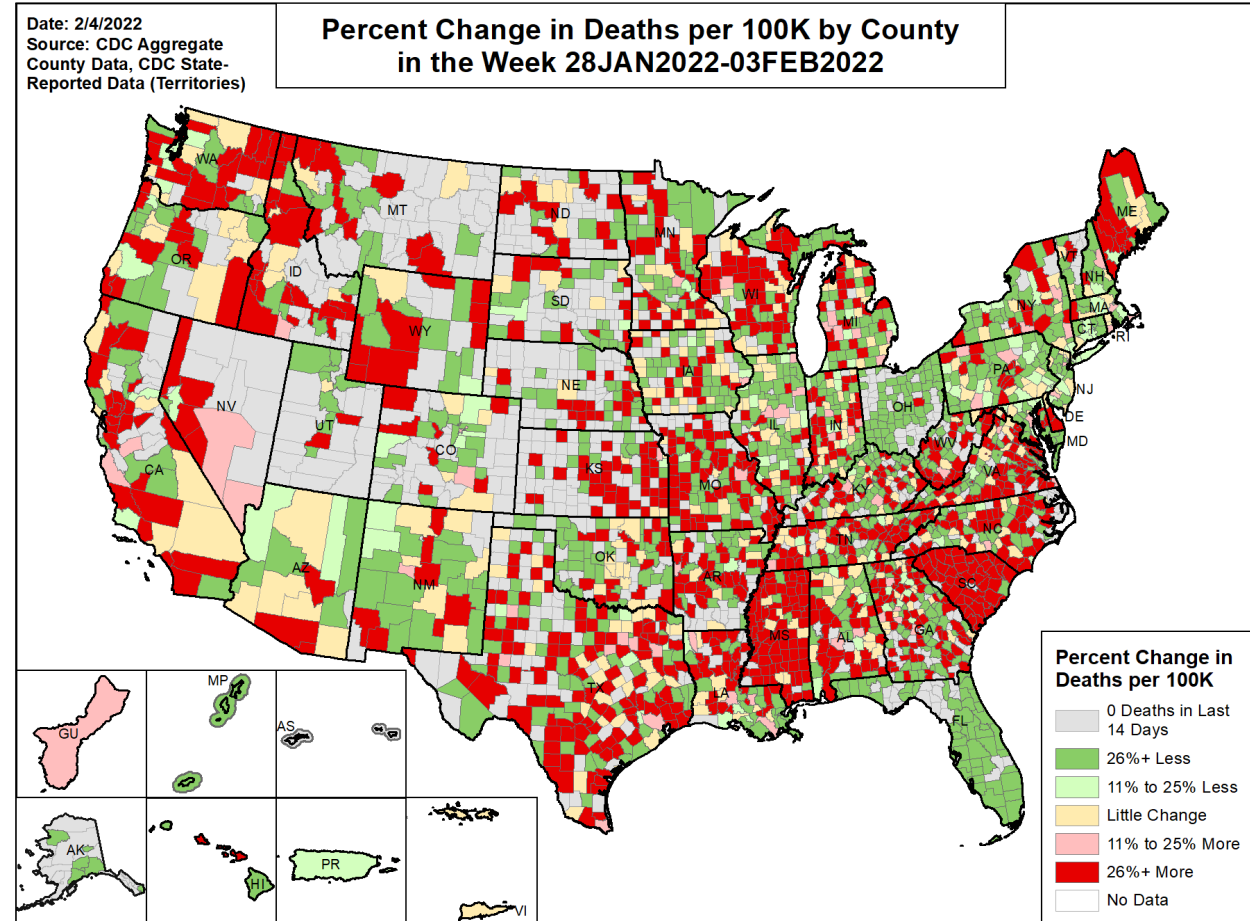 Date: 2/4/2022
Source: CDC Aggregate
County Data, CDC State-
Reported Data (Territories)
Percent Change in Deaths per 100K by County
in the Week 28JAN2022-03FEB2022
WA
MT
ND
MN
ME
OR
ID
SD
WI
MI
VT
NH
NY
MA
CT
RI
WY
IA
NE
PA
NJ
NV
UT
CO
IL
IN
OH
DE
MD
WV
VA
CA
KS
MO
KY
AZ
NM
OK
AR
TN
NC
SC
TX
LA
MS
AL
GA
FL
GU
MP
AS
AK
HI
PR
VI
Percent Change in
Deaths per 100K
0 Deaths in Last
14 Days
26%+ Less
11% to 25% Less
Little Change
11% to 25% More
26%+ More
No Data